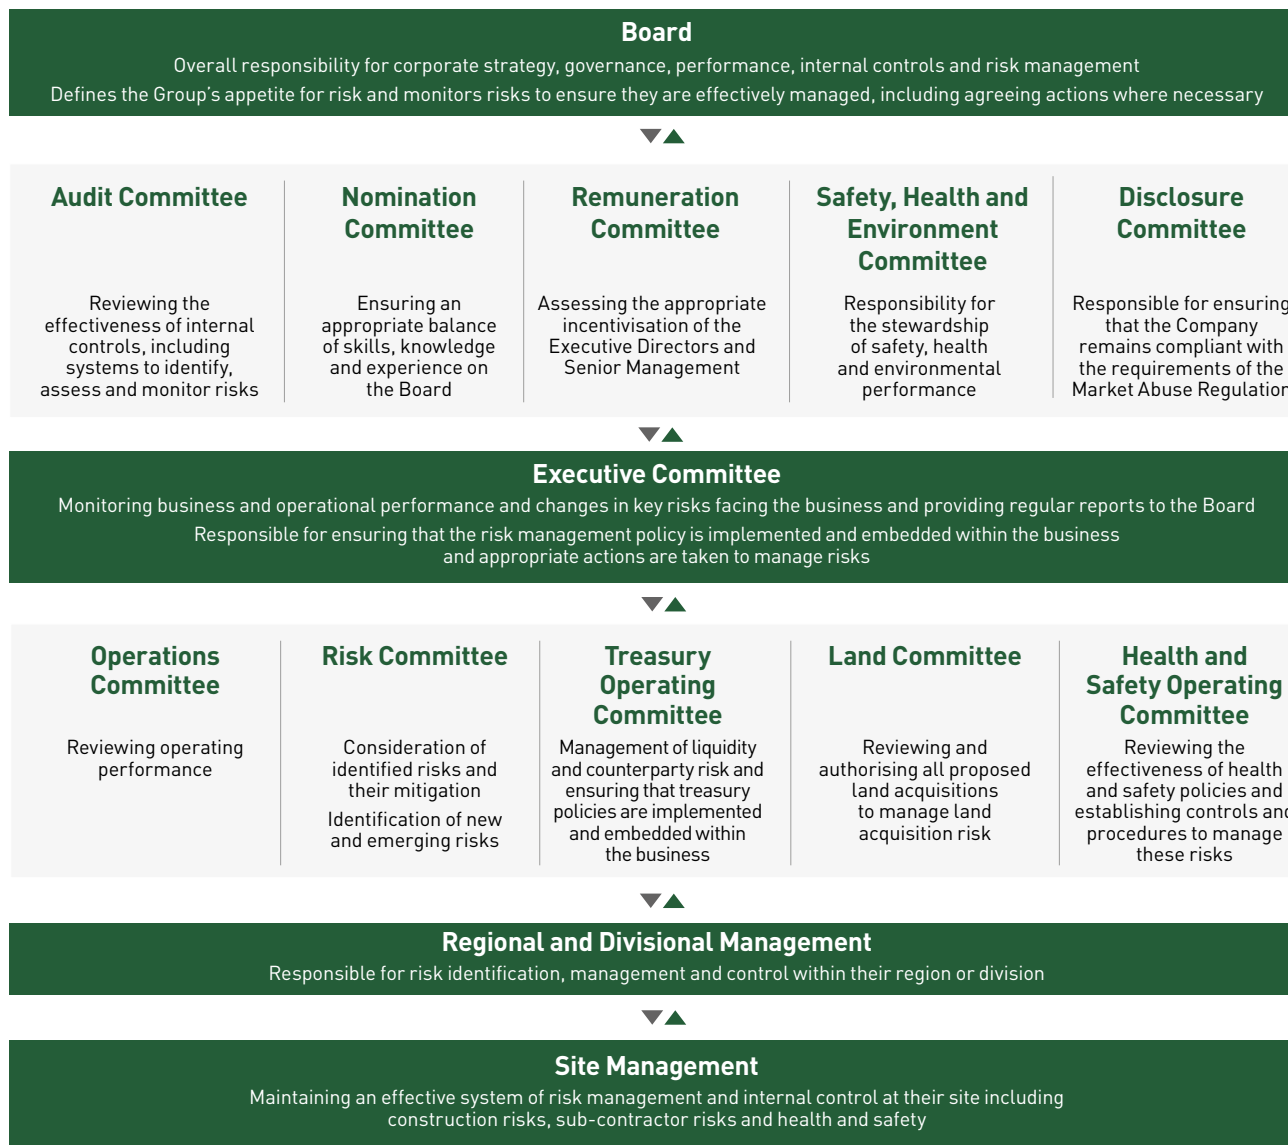 Board
Overall responsibility for corporate strategy, governance, performance, internal controls and risk management
Defines the Group's appetite for risk and monitors risks to ensure they are effectively managed, including agreeing actions where necessary
Audit Committee
Reviewing the
effectiveness of internal
controls, including
systems to identify,
assess and monitor risks
Nomination
Committee
Ensuring an
appropriate balance
of skills, knowledge
and experience on
the Board
Remuneration
Committee
Assessing the appropriate
incentivisation of the
Executive Directors and
Senior Management
Safety, Health and
Environment
Committee
Responsibility for
the stewardship
of safety, health
and environmental
performance
Disclosure
Committee
Responsible for ensuring
that the Company
remains compliant with
the requirements of the
Market Abuse Regulation
Executive Committee
Monitoring business and operational performance and changes in key risks facing the business and providing regular reports to the Board
Responsible for ensuring that the risk management policy is implemented and embedded within the business
and appropriate actions are taken to manage risks
Operations
Committee
Reviewing operating
performance
Risk Committee
Consideration of
identified risks and
their mitigation
Identification of new
and emerging risks
Treasury
Operating
Committee
Management of liquidity
and counterparty risk and
ensuring that treasury
policies are implemented
and embedded within
the business
Land Committee
Reviewing and
authorising all proposed
land acquisitions
to manage land
acquisition risk
Health and
Safety Operating
Committee
Reviewing the
effectiveness of health
and safety policies and
establishing controls and
procedures to manage
these risks
Regional and Divisional Management
Responsible for risk identification, management and control within their region or division
Site Management
Maintaining an effective system of risk management and internal control at their site including
construction risks, sub-contractor risks and health and safety